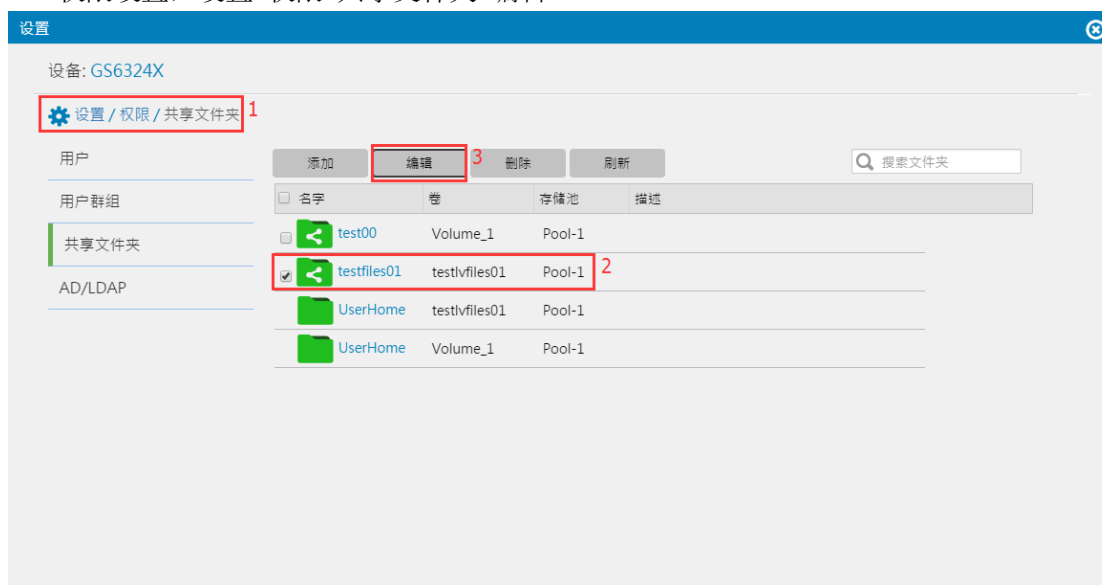 设置
设备: GS6324X
设置 / 权限 / 共享文件夹 1
用户
用户群组
共享文件夹
AD/LDAP
添加 编辑 3 删除 刷新 搜索文件夹
名字 卷 存储池 描述
test00 Volume_1 Pool-1
testfiles01 testlvfiles01 Pool-1 2
UserHome testlvfiles01 Pool-1
UserHome Volume_1 Pool-1